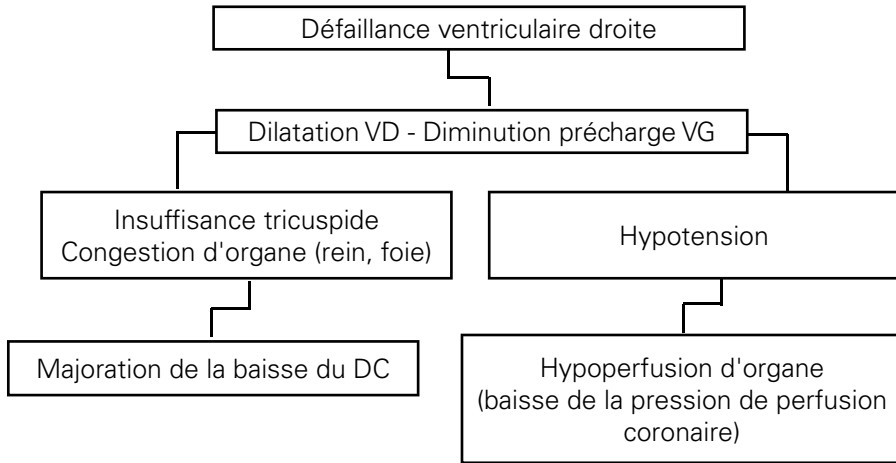 Défaillance ventriculaire droite
Dilatation VD - Diminution précharge VG
Insuffisance tricuspide
Congestion d'organe (rein, foie)
Hypotension
Majoration de la baisse du DC
Hypoperfusion d'organe
(baisse de la pression de perfusion
coronaire)